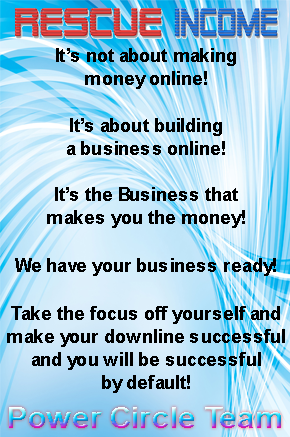 RESCUE INCOME
It's not about making
money online!
It's about building
a business online!
It's the Business that
makes you the money!
We have your business ready!
Take the focus off yourself and
make your downline successful
and you will be successful
by default!
Power Circle Team